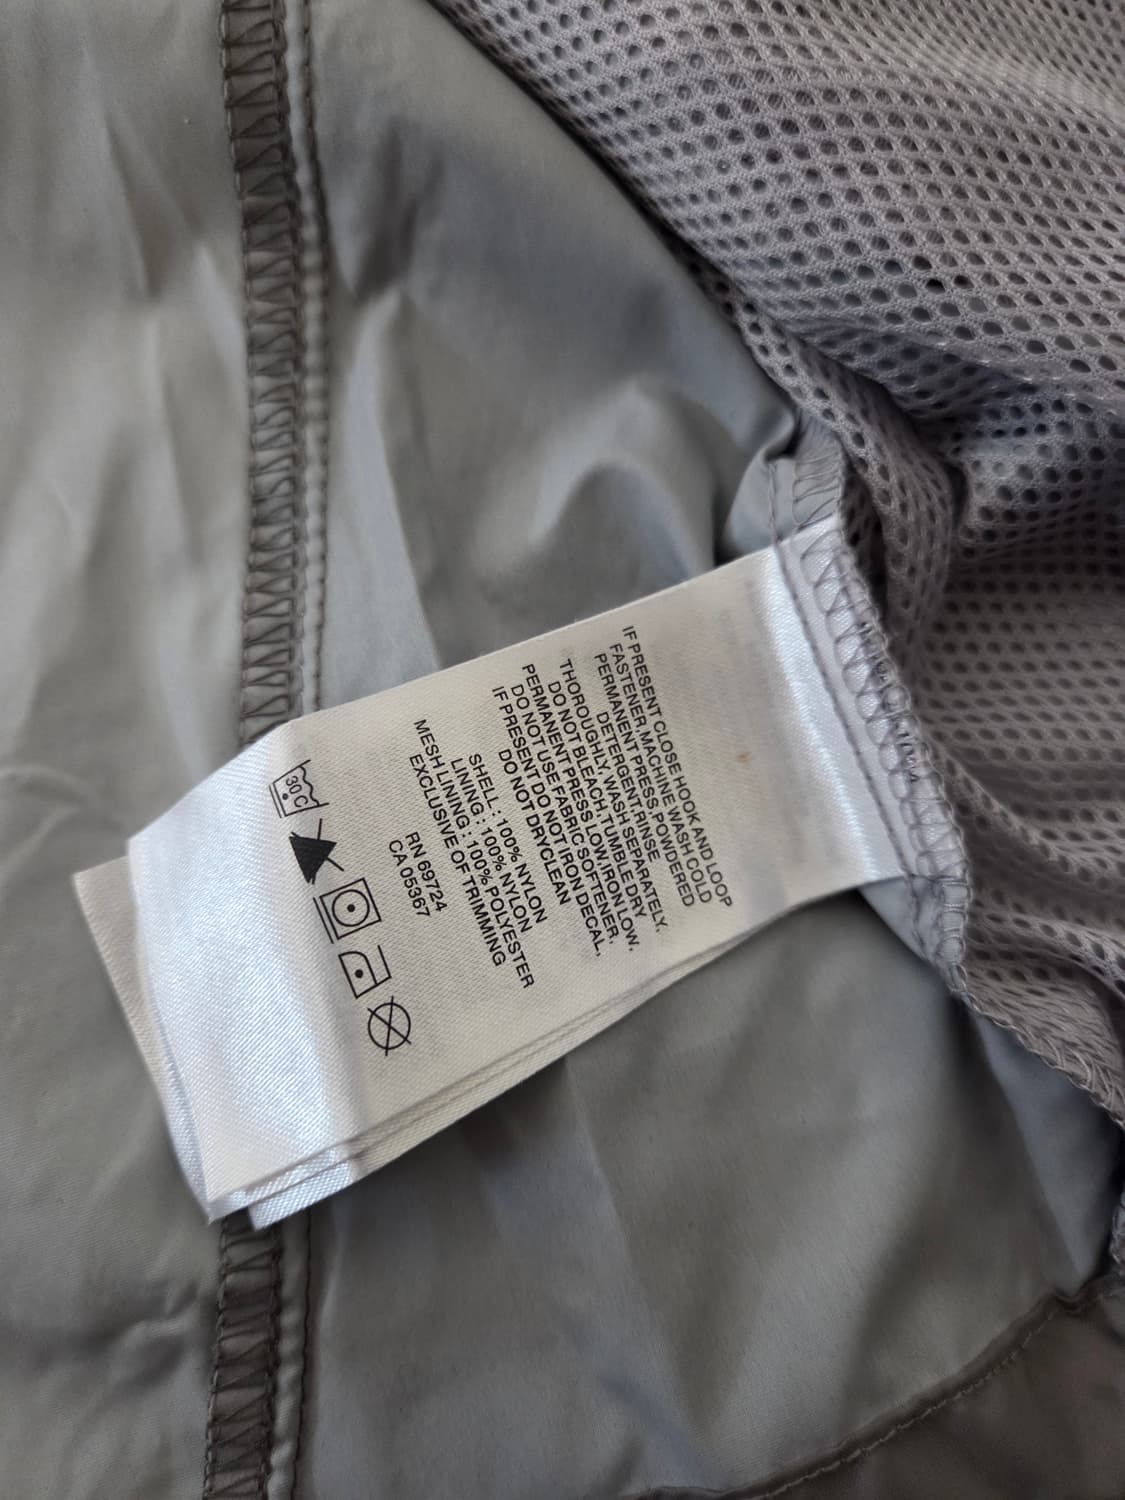 IF PRESENT CLOSE HOOK AND LOOP
FASTENER.MACHINE WASH COLD
PERMANENT PRESS.POWDERED
DETERGENT.RINSE
THOROUGHLY, WASH SEPARATELY.
DO NOT BLEACH.TUMBLE DRY
PERMANENT PRESS LOW.IRON LOW.
DO NOT USE FABRIC SOFTENER.
IF PRESENT DO NOT IRON DECAL,
DO NOT DRYCLEAN
SHELL : 100% NYLON
LINING : 100% NYLON
MESH LINING : 100% POLYESTER
EXCLUSIVE OF TRIMMING
RN 69724
CA 05367
30 C